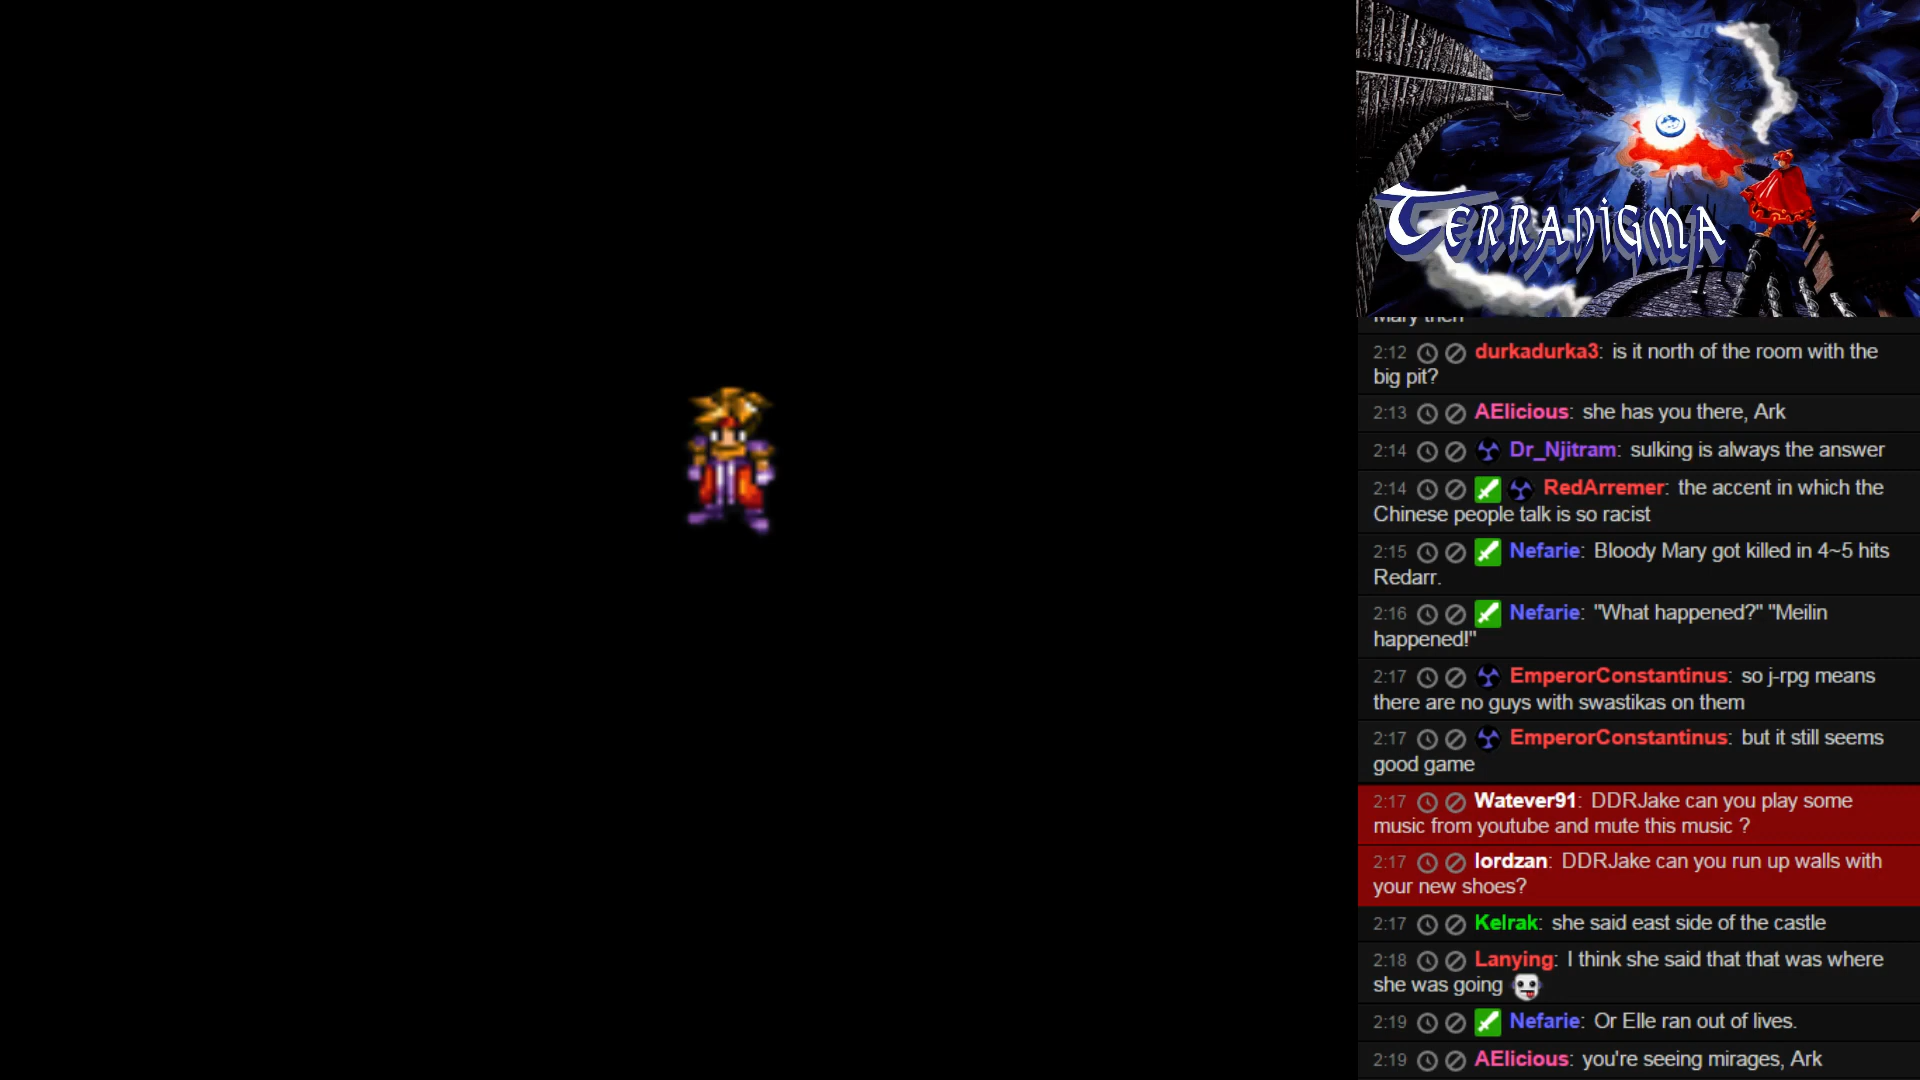 TERRANIGMA
Mary then
2:12 durkadurka3: is it north of the room with the
big pit?
2:13 AElicious: she has you there, Ark
2:14 Dr_Njitram: sulking is always the answer
2:14 RedArremer: the accent in which the
Chinese people talk is so racist
2:15 Nefarie: Bloody Mary got killed in 4~5 hits
Redarr.
2:16 Nefarie: "What happened?" "Meilin
happened!"
2:17 EmperorConstantinus: so j-rpg means
there are no guys with swastikas on them
2:17 EmperorConstantinus: but it still seems
good game
2:17 Watever91: DDRJake can you play some
music from youtube and mute this music ?
2:17 lordzan: DDRJake can you run up walls with
your new shoes?
2:17 Kelrak: she said east side of the castle
2:18 Lanying: I think she said that that was where
she was going
2:19 Nefarie: Or Elle ran out of lives.
2:19 AElicious: you're seeing mirages, Ark